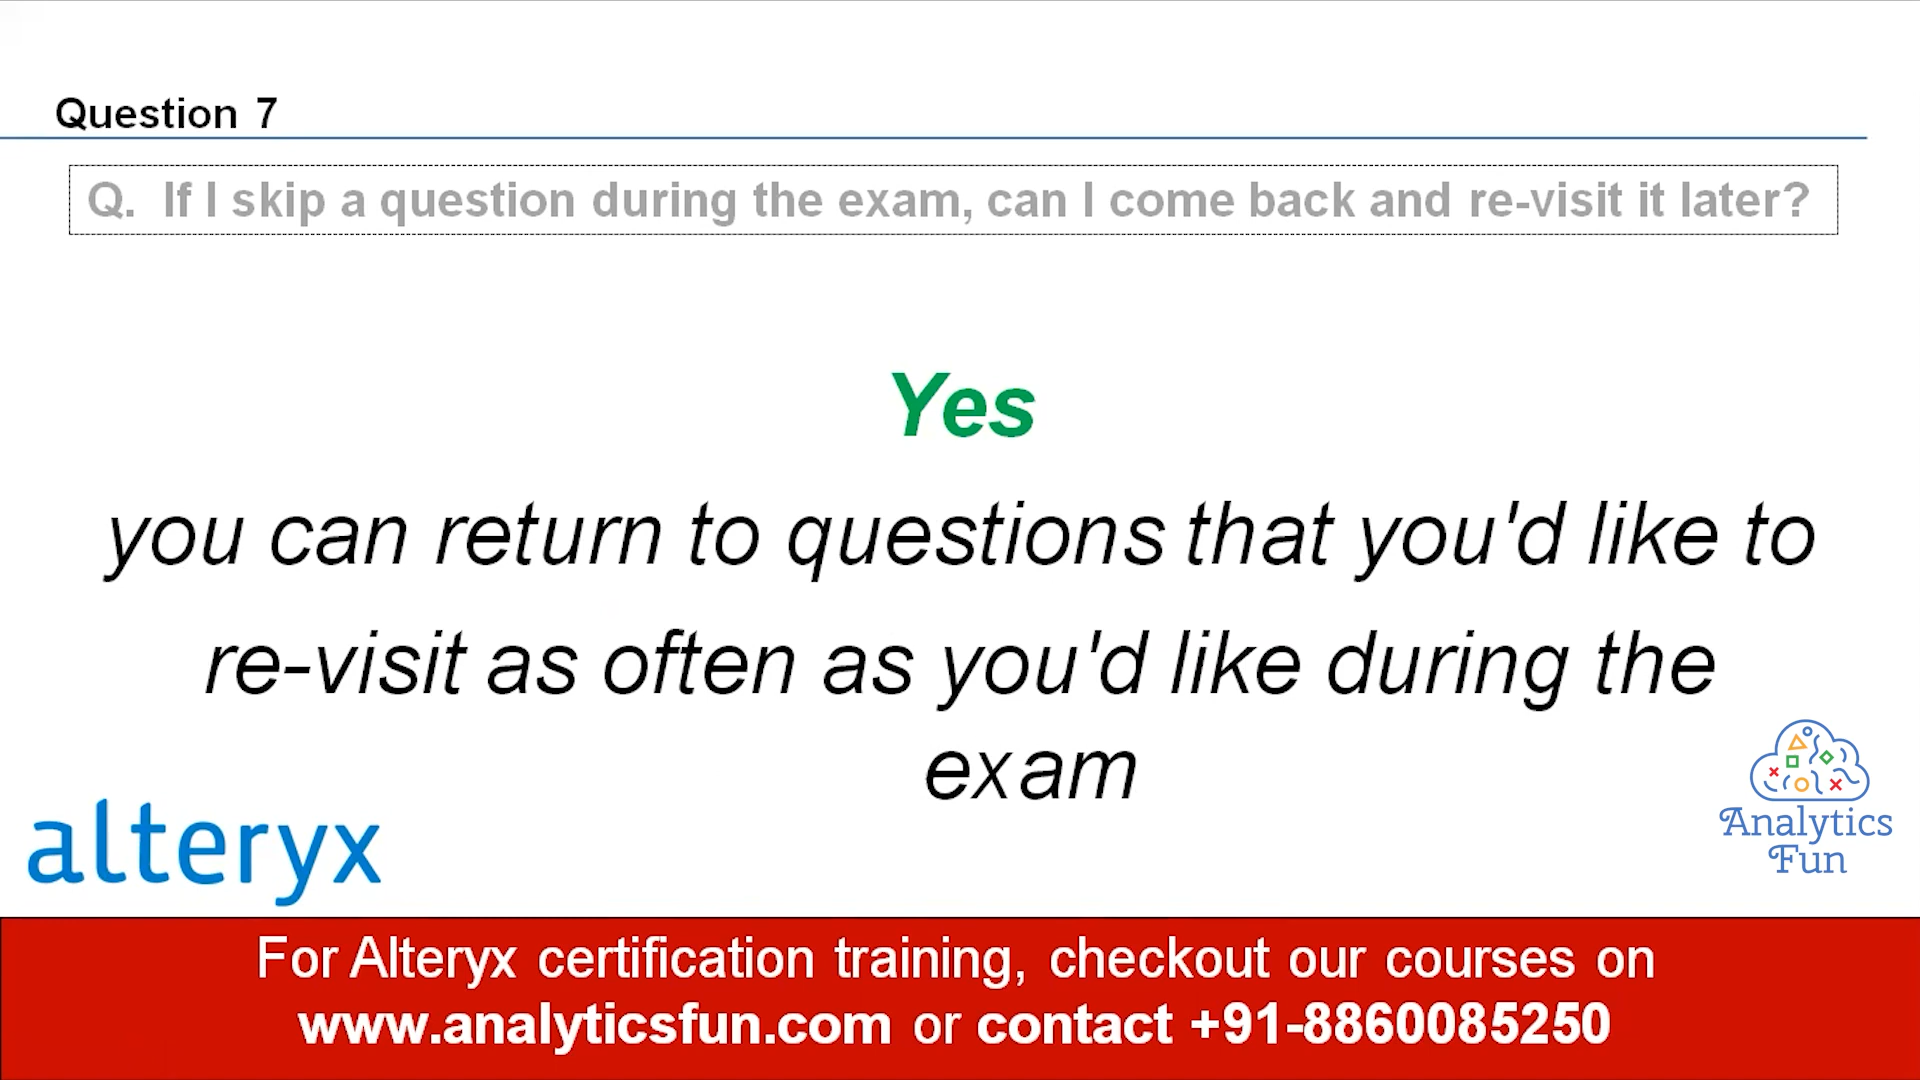 Question 7
Q. If I skip a question during the exam, can I come back and re-visit it later?
Yes
you can return to questions that you'd like to
re-visit as often as you'd like during the
exam
alteryx
Analytics
Fun
For Alteryx certification training, checkout our courses on
www.analyticsfun.com or contact +91-8860085250